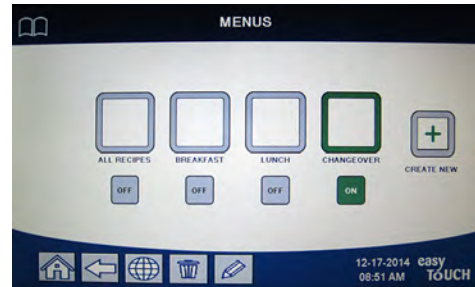 MENUS
ALL RECIPES BREAKFAST LUNCH CHANGEOVER CREATE NEW
OFF OFF OFF ON
12-17-2014 easy
08:51 AM TOUCH